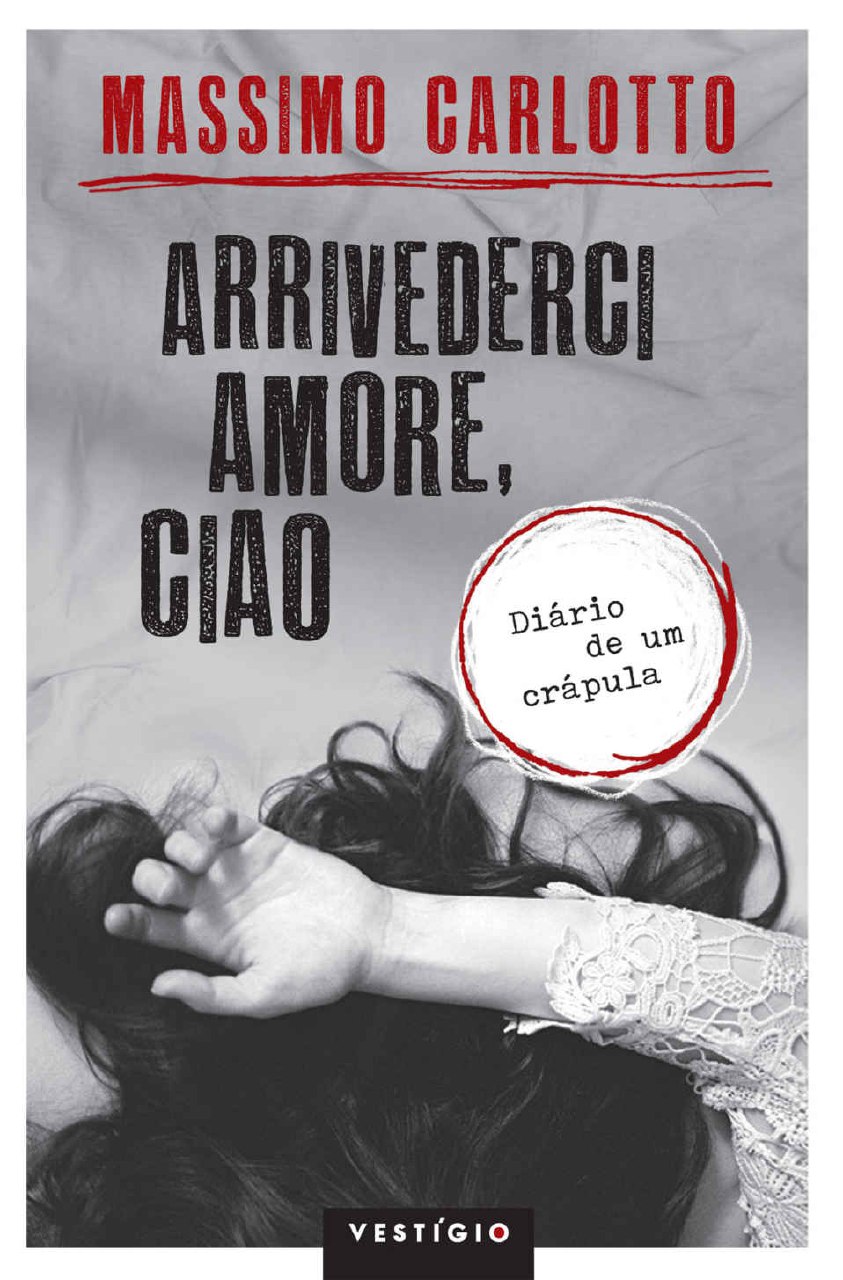 MASSIMO CARLOTTO
ARRIVEDERCI
AMORE,
CIAO
Diário
de um
crápula
VESTÍGIO